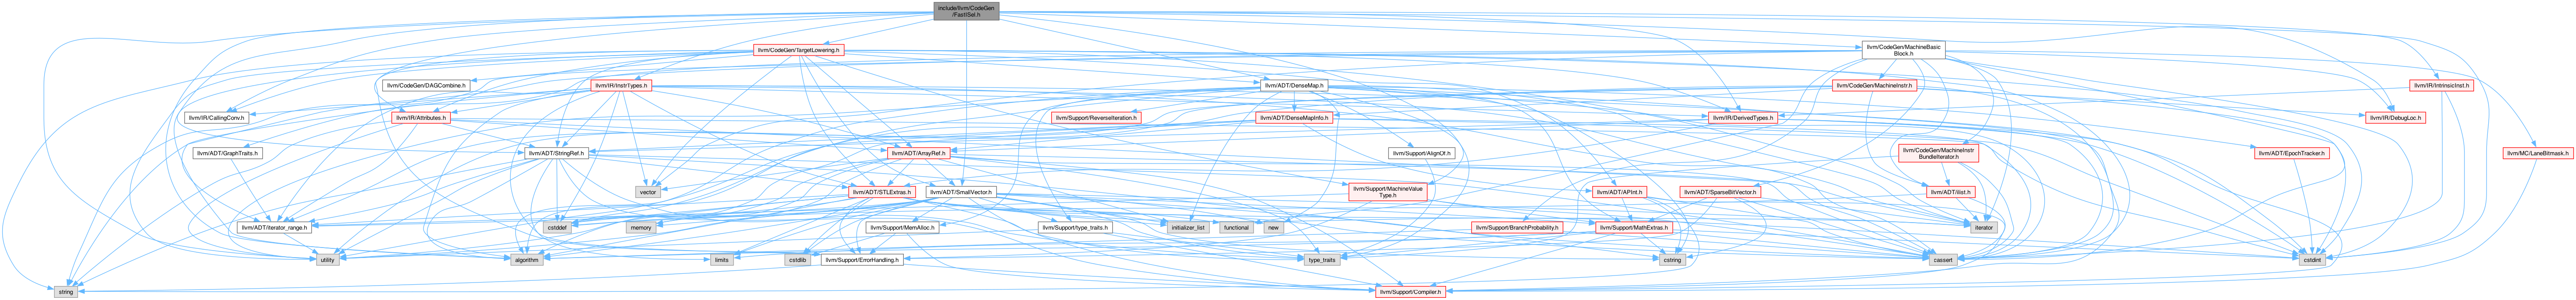 include/llvm/CodeGen
/FastISel.h
llvm/CodeGen/TargetLowering.h
llvm/CodeGen/MachineBasic
Block.h
llvm/CodeGen/DAGCombine.h
llvm/IR/InstrTypes.h
llvm/ADT/DenseMap.h
llvm/CodeGen/MachineInstr.h
llvm/IR/IntrinsicInst.h
llvm/IR/CallingConv.h
llvm/IR/Attributes.h
llvm/Support/ReverseIteration.h
llvm/ADT/DenseMapInfo.h
llvm/IR/DerivedTypes.h
llvm/IR/DebugLoc.h
llvm/ADT/GraphTraits.h
llvm/ADT/StringRef.h
llvm/ADT/ArrayRef.h
llvm/Support/AlignOf.h
llvm/CodeGen/MachineInstr
BundleIterator.h
llvm/ADT/EpochTracker.h
llvm/MC/LaneBitmask.h
vector
llvm/ADT/STLExtras.h
llvm/ADT/SmallVector.h
llvm/Support/MachineValue
Type.h
llvm/ADT/APInt.h
llvm/ADT/SparseBitVector.h
llvm/ADT/ilist.h
llvm/ADT/iterator_range.h
cstddef
memory
llvm/Support/MemAlloc.h
llvm/Support/type_traits.h
initializer_list
functional
new
llvm/Support/BranchProbability.h
llvm/Support/MathExtras.h
iterator
utility
algorithm
limits
cstdlib
llvm/Support/ErrorHandling.h
type_traits
cstring
cassert
cstdint
string
llvm/Support/Compiler.h